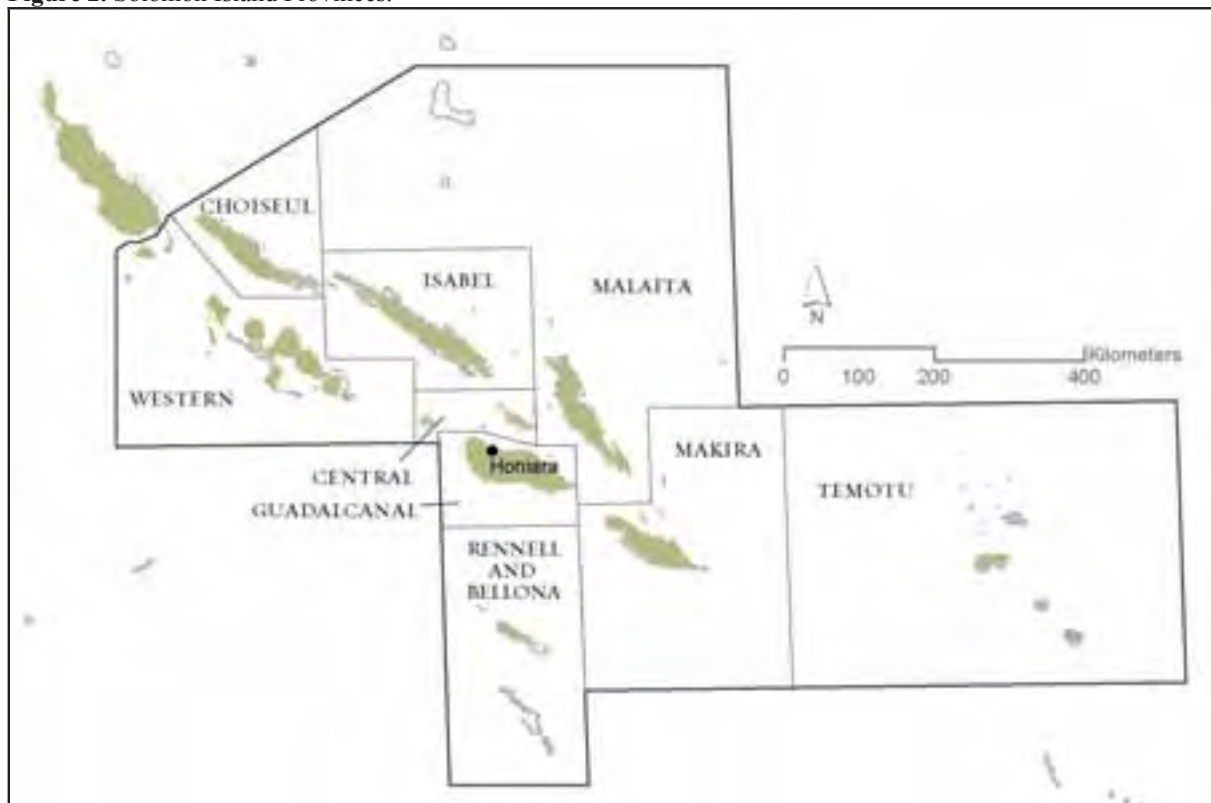 Figure 2. Solomon Island Provinces.
CHOISEUL
ISABEL
MALAITA
N
Kilometers
0 100 200 400
WESTERN
MAKIRA
Honiara
CENTRAL
TEMOTU
GUADALCANAL
RENNELL
AND
BELLONA